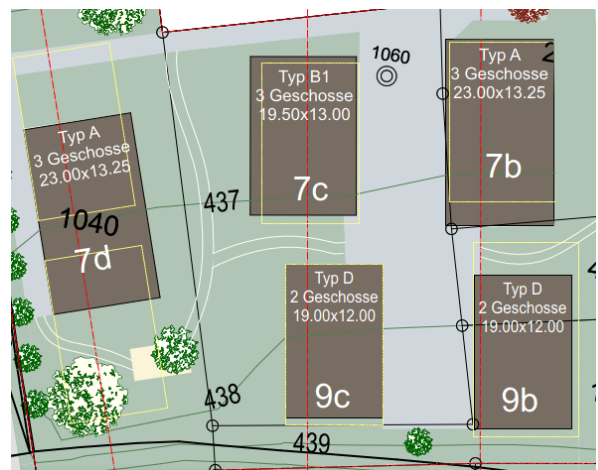 Typ A
3 Geschosse
23.00x13.25
1040
7d
Typ B1
3 Geschosse
19.50x13.00
7c
1060
Typ A
3 Geschosse
23.00x13.25
7b
437
Typ D
2 Geschosse
19.00x12.00
9c
Typ D
2 Geschosse
19.00x12.00
9b
438
439